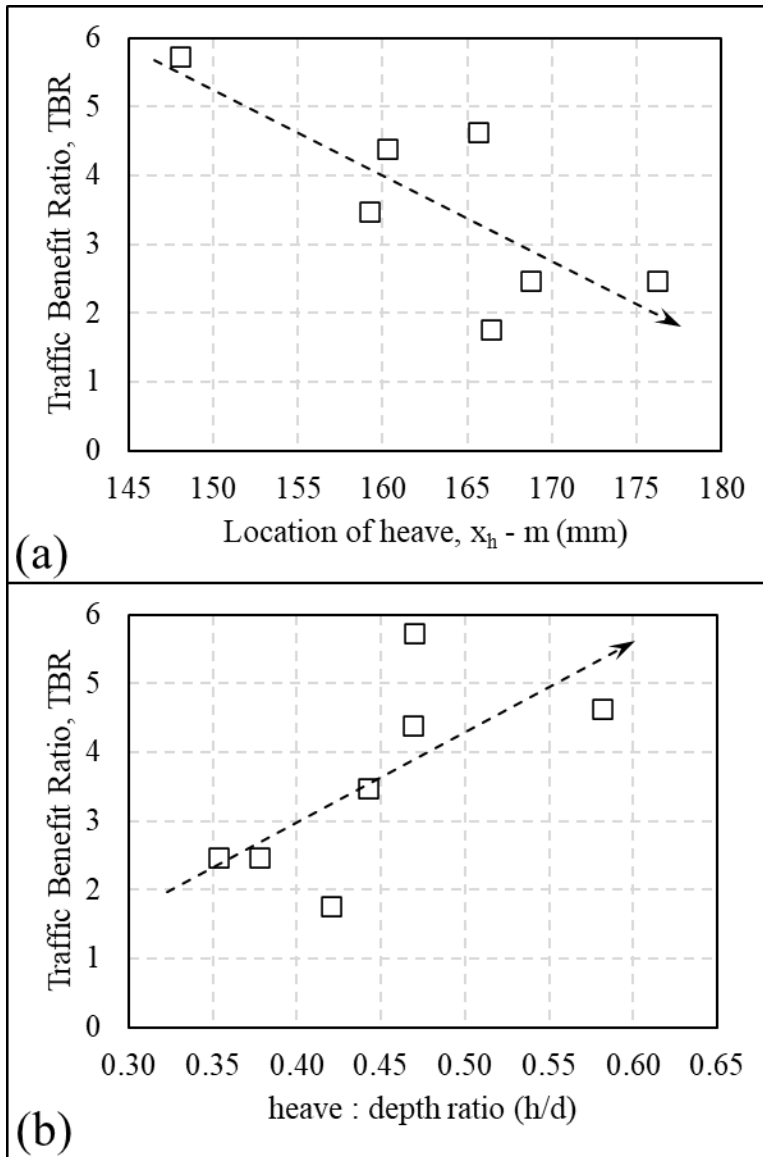 6
5
4
3
2
1
0
Traffic Benefit Ratio, TBR
145 150 155 160 165 170 175 180
Location of heave, xₕ - m (mm)
(a)
6
5
4
3
2
1
0
Traffic Benefit Ratio, TBR
0.30 0.35 0.40 0.45 0.50 0.55 0.60 0.65
heave : depth ratio (h/d)
(b)